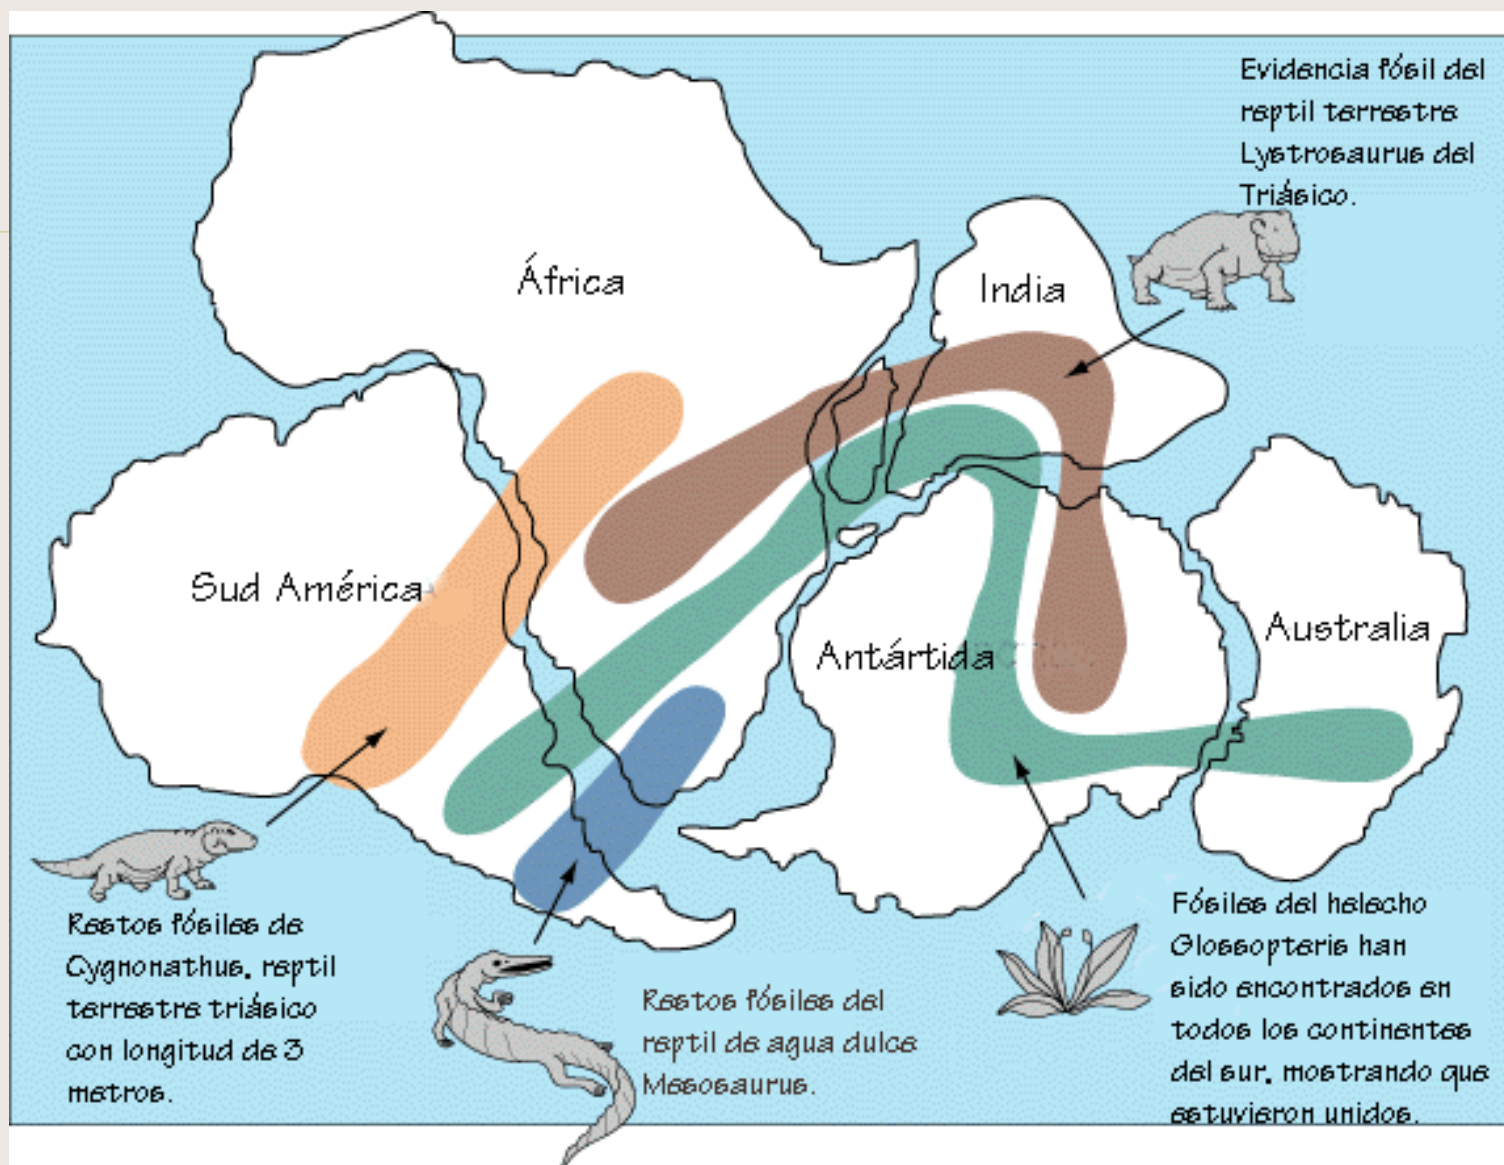 Evidencia fósil del
reptil terrestre
Lystrosaurus del
Triásico.
África
India
Sud América
Antártida
Australia
Restos fósiles de
Cygnonathus, reptil
terrestre triásico
con longitud de 3
metros.
Restos fósiles del
reptil de agua dulce
Mesosaurus.
Fósiles del helecho
Glossopteris han
sido encontrados en
todos los continentes
del sur, mostrando que
estuvieron unidos.